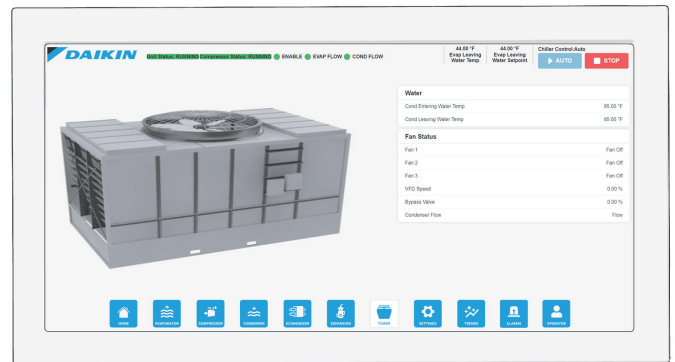 DAIKIN
Unit Status: RUNNING Compressor Status: RUNNING ENABLE EVAP FLOW COND FLOW
44.00 °F
Evap Leaving
Water Temp
44.00 °F
Evap Leaving
Water Setpoint
Chiller Control:Auto
AUTO
STOP
Water
Cond Entering Water Temp 85.00 °F
Cond Leaving Water Temp 95.00 °F
Fan Status
Fan 1 Fan Off
Fan 2 Fan Off
Fan 3 Fan Off
VFD Speed 0.00 %
Bypass Valve 0.00 %
Condenser Flow Flow
HOME EVAPORATOR COMPRESSOR CONDENSER ECONOMIZER EXPANSION TOWER SETTINGS TRENDS ALARMS OPERATOR